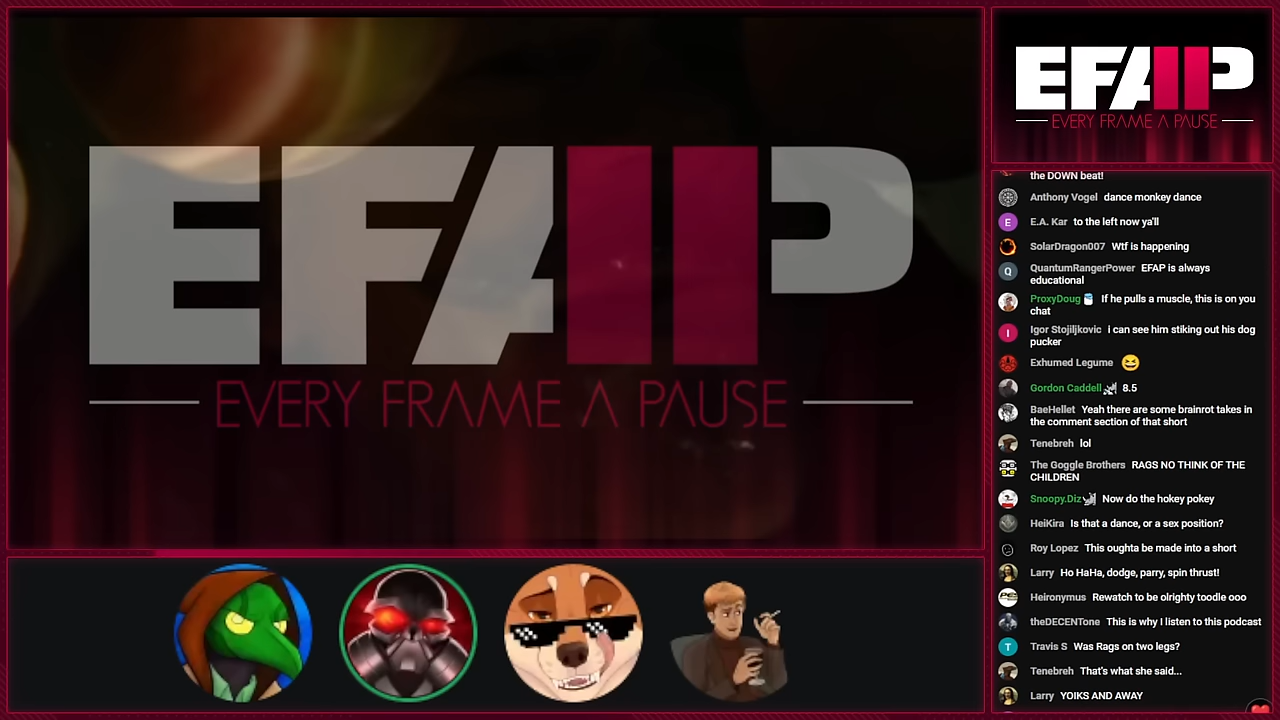 EFAP
EVERY FRAME A PAUSE
EFAP
EVERY FRAME A PAUSE
the DOWN beat!
Anthony Vogel dance monkey dance
E E.A. Kar to the left now ya'll
SolarDragon007 Wtf is happening
Q QuantumRangerPower EFAP is always
educational
ProxyDoug If he pulls a muscle, this is on you
chat
I Igor Stojiljkovic i can see him stiking out his dog
pucker
Exhumed Legume 😆
Gordon Caddell 8.5
BaeHellet Yeah there are some brainrot takes in
the comment section of that short
Tenebreh lol
The Goggle Brothers RAGS NO THINK OF THE
CHILDREN
Snoopy.Diz Now do the hokey pokey
HeiKira Is that a dance, or a sex position?
Roy Lopez This oughta be made into a short
Larry Ho HaHa, dodge, parry, spin thrust!
Heironymus Rewatch to be olrighty toodle ooo
theDECENTone This is why I listen to this podcast
T Travis S Was Rags on two legs?
Tenebreh That's what she said...
Larry YOIKS AND AWAY